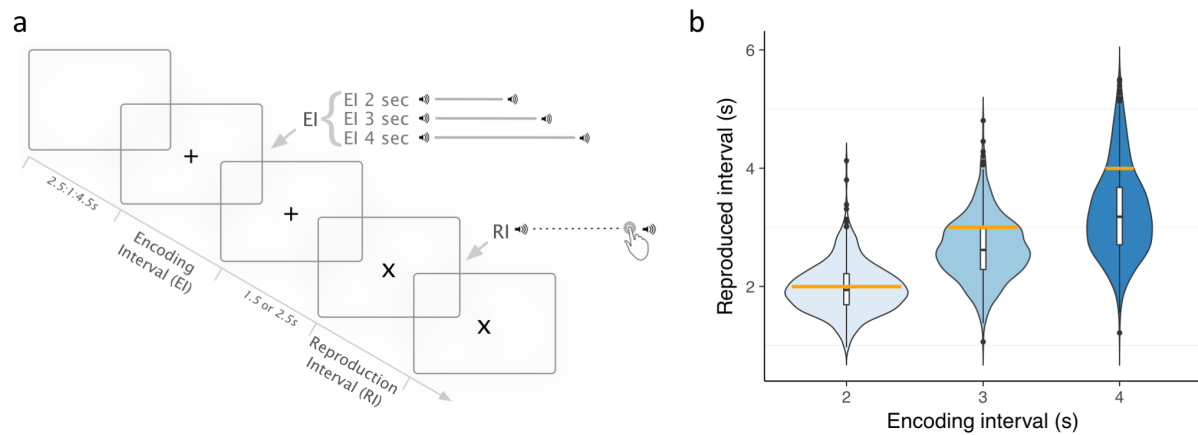 a
EI
EI 2 sec
EI 3 sec
EI 4 sec
+
+
RI
x
x
2.5:1:4.5s
Encoding
Interval (EI)
1.5 or 2.5s
Reproduction
Interval (RI)
b
Reproduced interval (s)
6
4
2
2
3
4
Encoding interval (s)